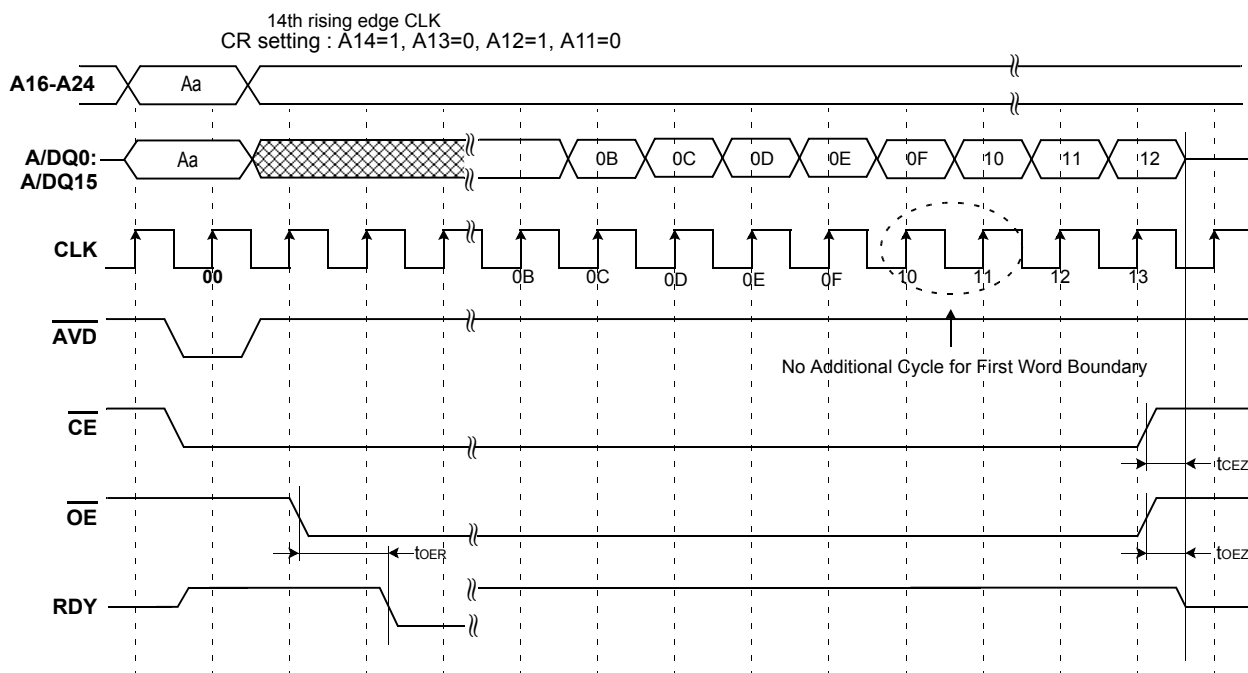 14th rising edge CLK
CR setting : A14=1, A13=0, A12=1, A11=0
A16-A24 Aa
A/DQ0:
A/DQ15
Aa 0B 0C 0D 0E 0F 10 11 12
CLK
00 0B 0C 0D 0E 0F 10 11 12 13
AVD
No Additional Cycle for First Word Boundary
CE
tCEZ
OE
tOER tOEZ
RDY